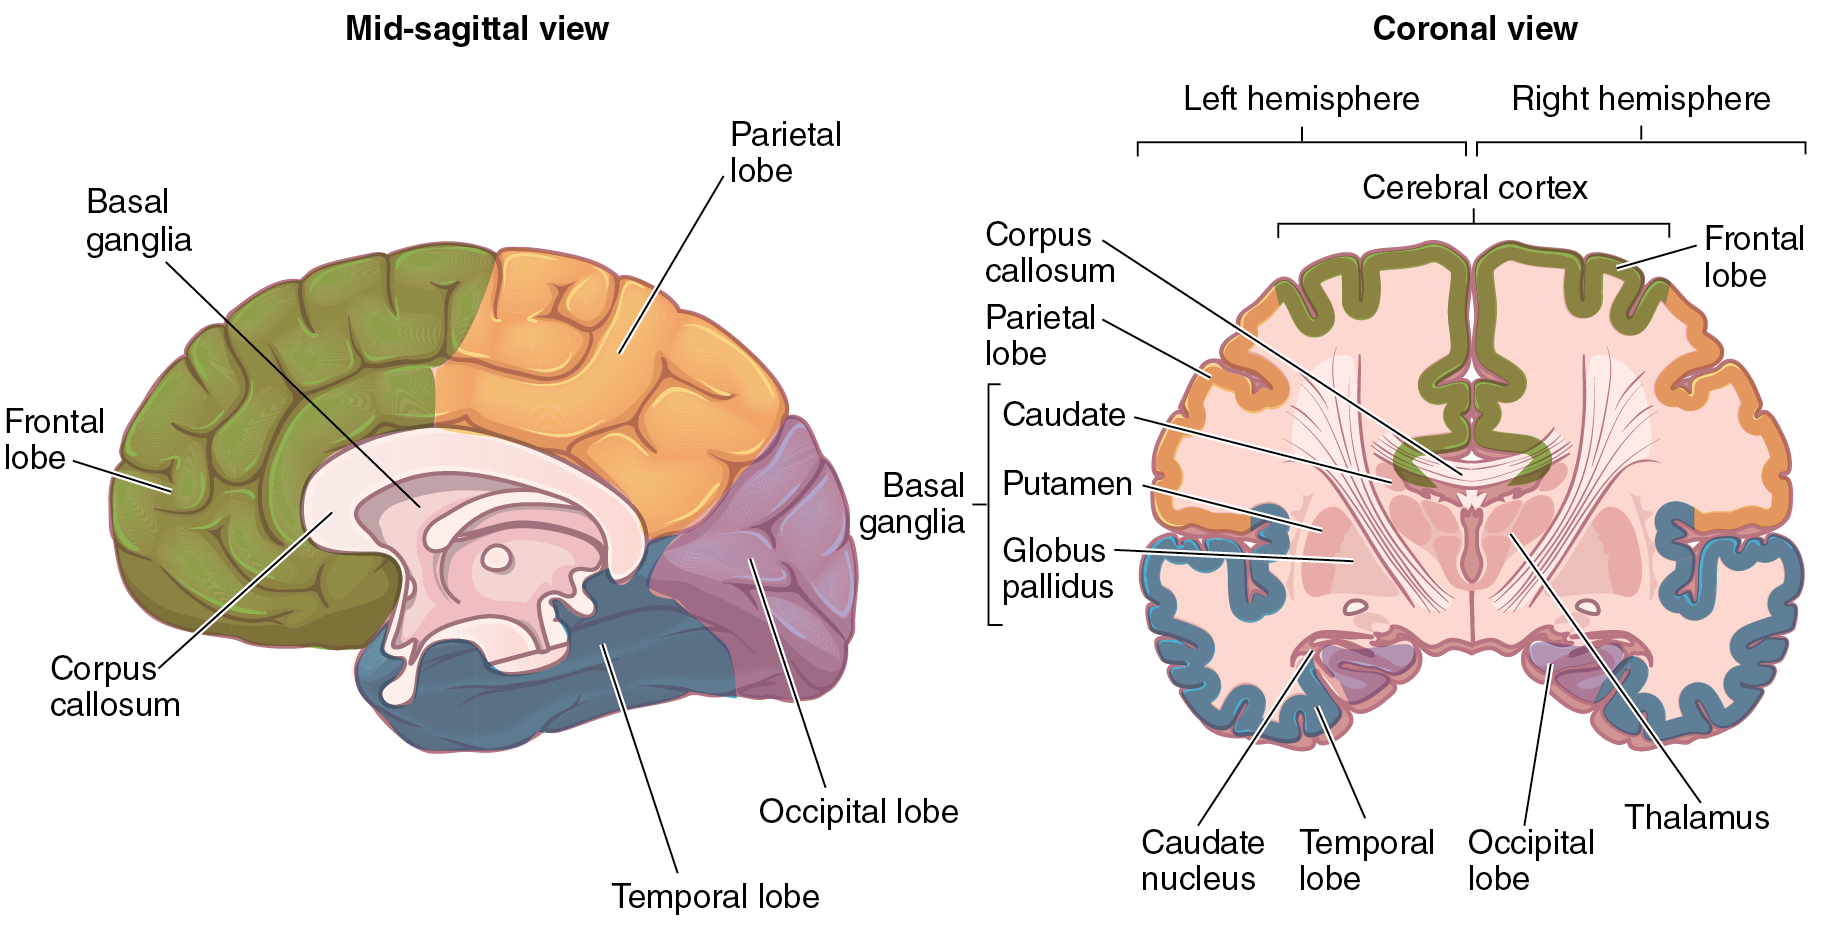 Mid-sagittal view
Parietal
lobe
Basal
ganglia
Frontal
lobe
Corpus
callosum
Occipital lobe
Temporal lobe
Coronal view
Left hemisphere
Right hemisphere
Cerebral cortex
Corpus
callosum
Frontal
lobe
Parietal
lobe
Caudate
Putamen
Basal
ganglia
Globus
pallidus
Caudate
nucleus
Temporal
lobe
Occipital
lobe
Thalamus